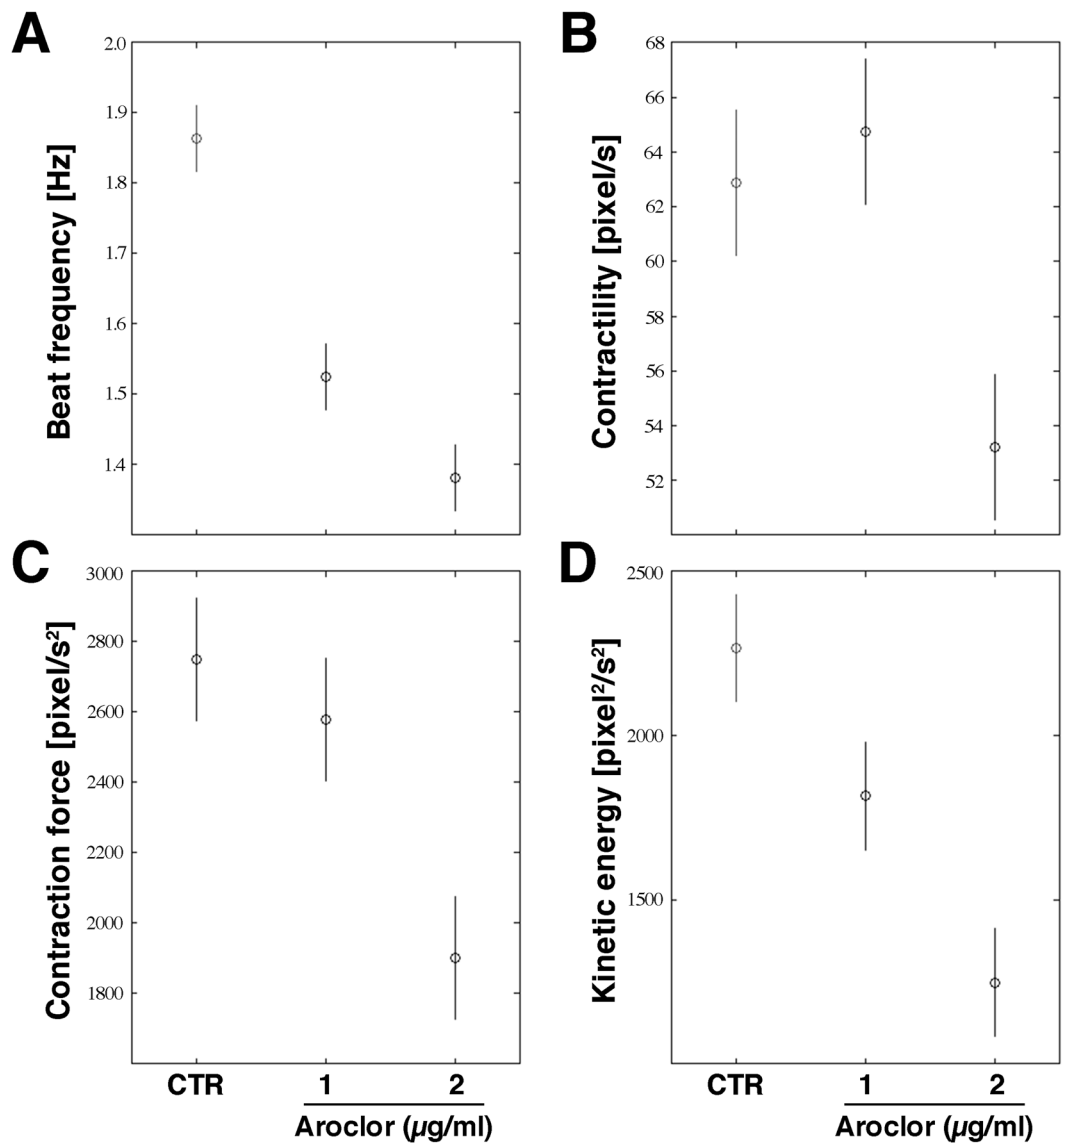 A
Beat frequency [Hz]
2.0
1.9
1.8
1.7
1.6
1.5
1.4
B
Contractility [pixel/s]
68
66
64
62
60
58
56
54
52
C
Contraction force [pixel/s²]
3000
2800
2600
2400
2200
2000
1800
CTR 1 2
Aroclor (µg/ml)
D
Kinetic energy [pixel²/s²]
2500
2000
1500
CTR 1 2
Aroclor (µg/ml)